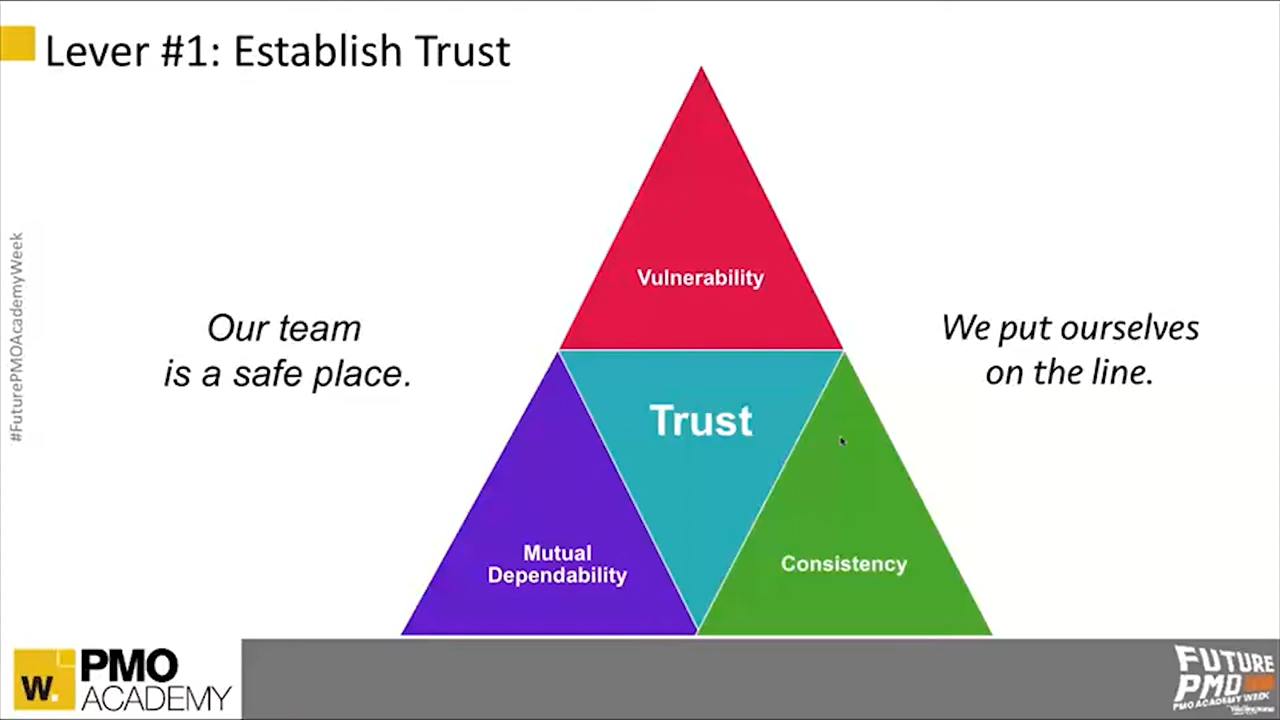 Lever #1: Establish Trust
#FuturePMOAcademyWeek
Our team
is a safe place.
Vulnerability
We put ourselves
on the line.
Trust
Mutual
Dependability
Consistency
w.
PMO
ACADEMY
FUTURE
PMO
PMO ACADEMY WEEK